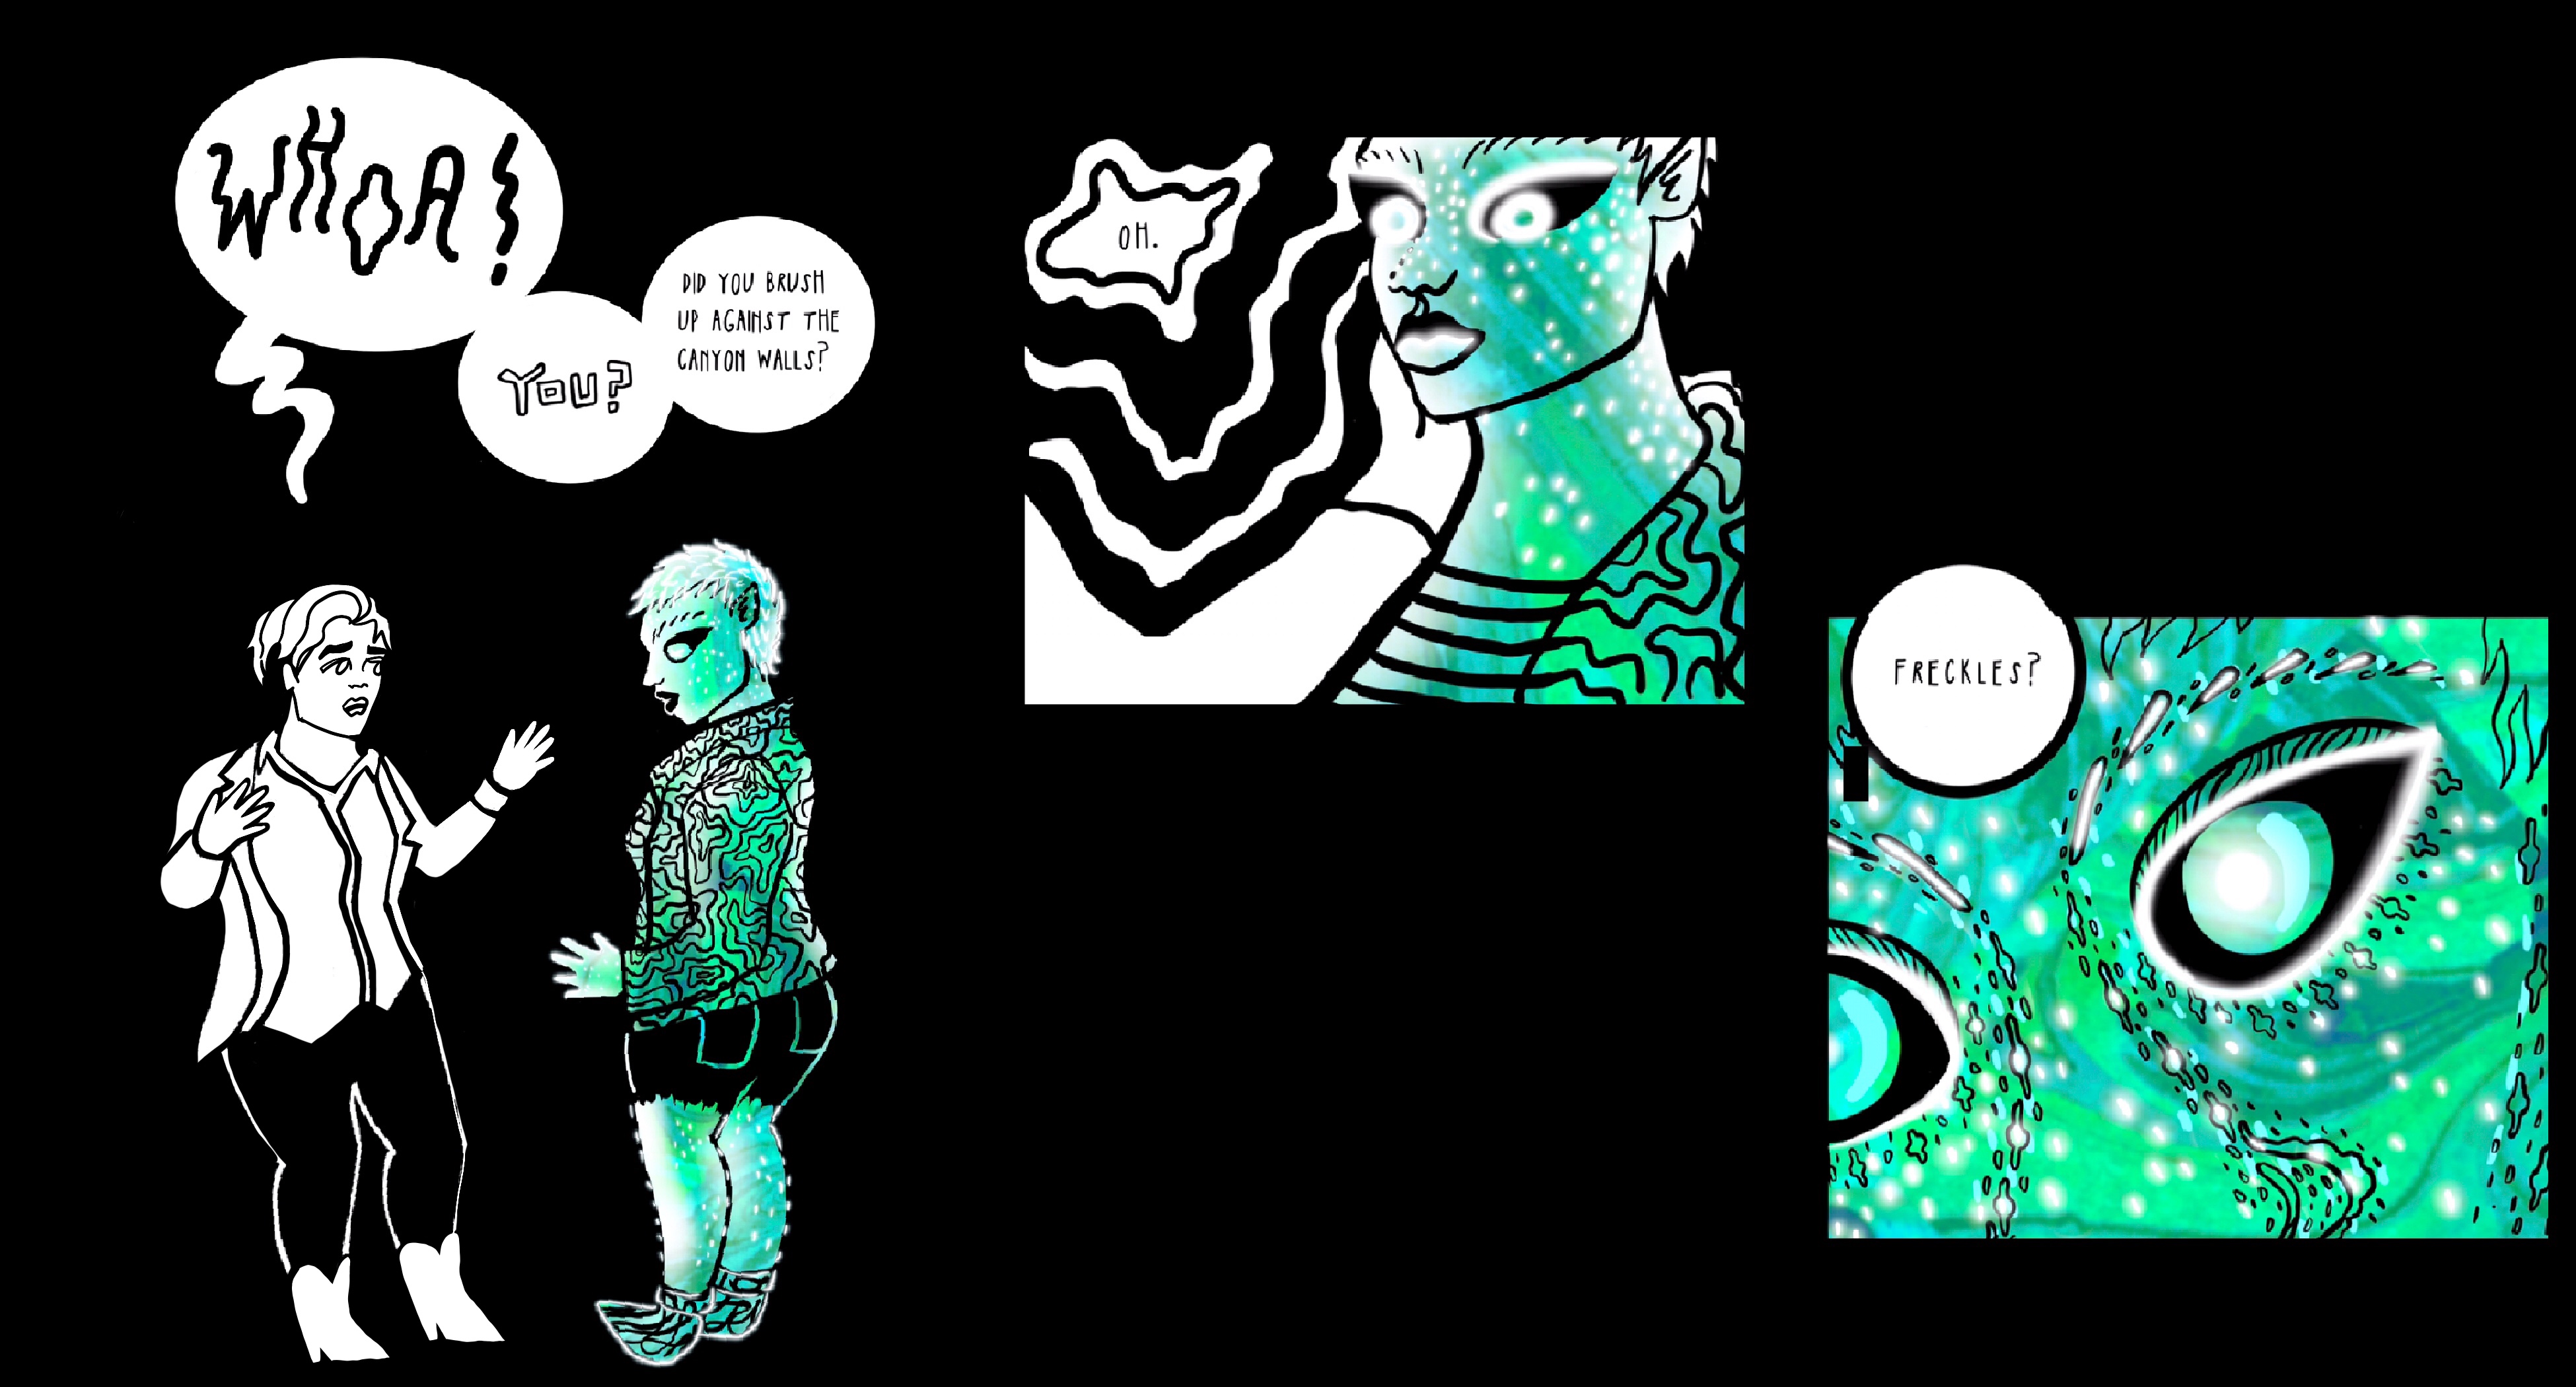 WHOA!
YOU?
DID YOU BRUSH
UP AGAINST THE
CANYON WALLS?
OH.
FRECKLES?